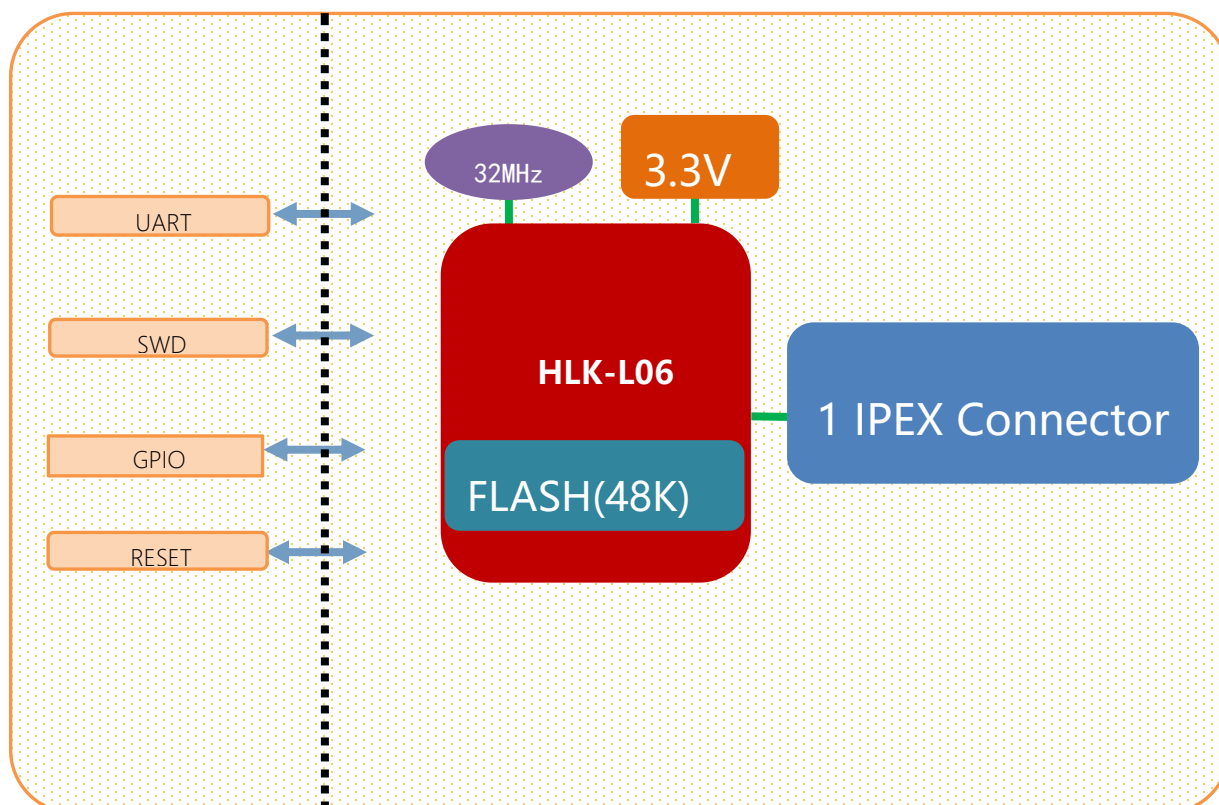 32MHz
3.3V
UART
SWD
HLK-L06
1 IPEX Connector
GPIO
FLASH(48K)
RESET